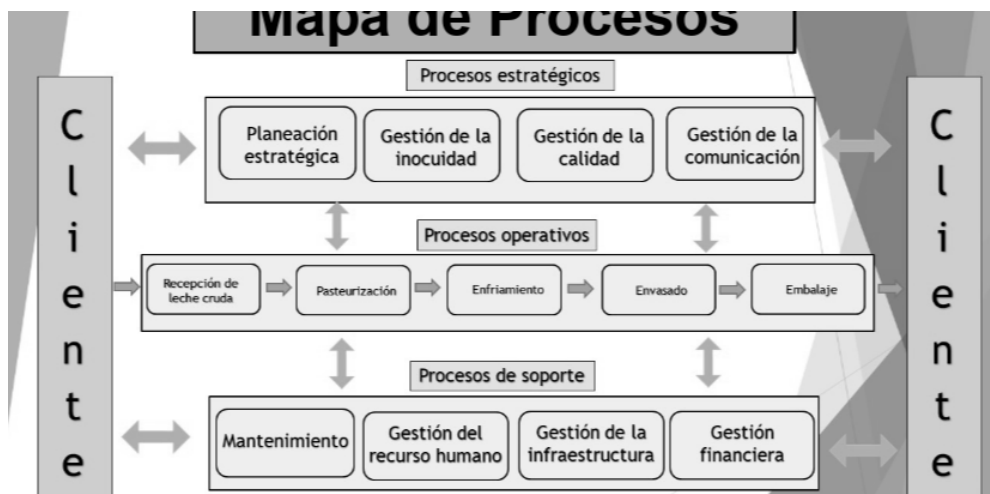 Mapa de Procesos
Cliente
Procesos estratégicos
Planeación
estratégica
Gestión de la
inocuidad
Gestión de la
calidad
Gestión de la
comunicación
Procesos operativos
Recepción de
leche cruda
Pasteurización
Enfriamiento
Envasado
Embalaje
Procesos de soporte
Mantenimiento
Gestión del
recurso humano
Gestión de la
infraestructura
Gestión
financiera
Cliente